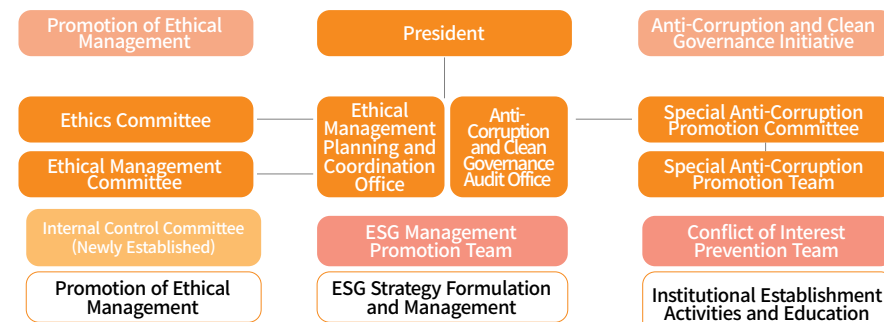 Promotion of Ethical
Management
President
Anti-Corruption and Clean
Governance Initiative
Ethics Committee
Ethical Management
Committee
Ethical
Management
Planning and
Coordination
Office
Anti-
Corruption
and Clean
Governance
Audit Office
Special Anti-Corruption
Promotion Committee
Special Anti-Corruption
Promotion Team
Internal Control Committee
(Newly Established)
ESG Management
Promotion Team
Conflict of Interest
Prevention Team
Promotion of Ethical
Management
ESG Strategy Formulation
and Management
Institutional Establishment
Activities and Education